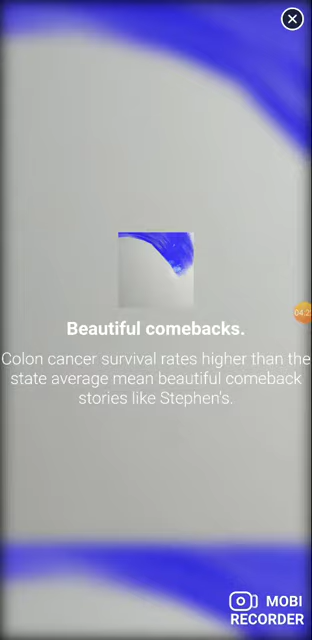 Beautiful comebacks.
Colon cancer survival rates higher than the
state average mean beautiful comeback
stories like Stephen's.
MOBI
RECORDER